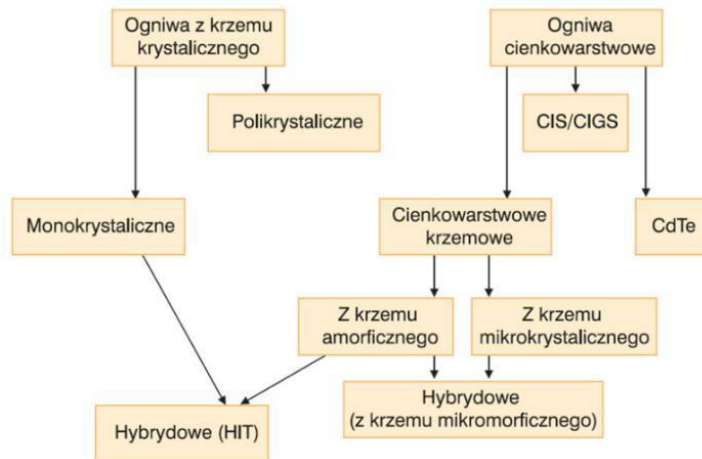 Ogniwa z krzemu
krystalicznego
Ogniwa
cienkowarstwowe
Polikrystaliczne
CIS/CIGS
Monokrystaliczne
Cienkowarstwowe
krzemowe
CdTe
Z krzemu
amorficznego
Z krzemu
mikrokrystalicznego
Hybrydowe (HIT)
Hybrydowe
(z krzemu mikromorficznego)